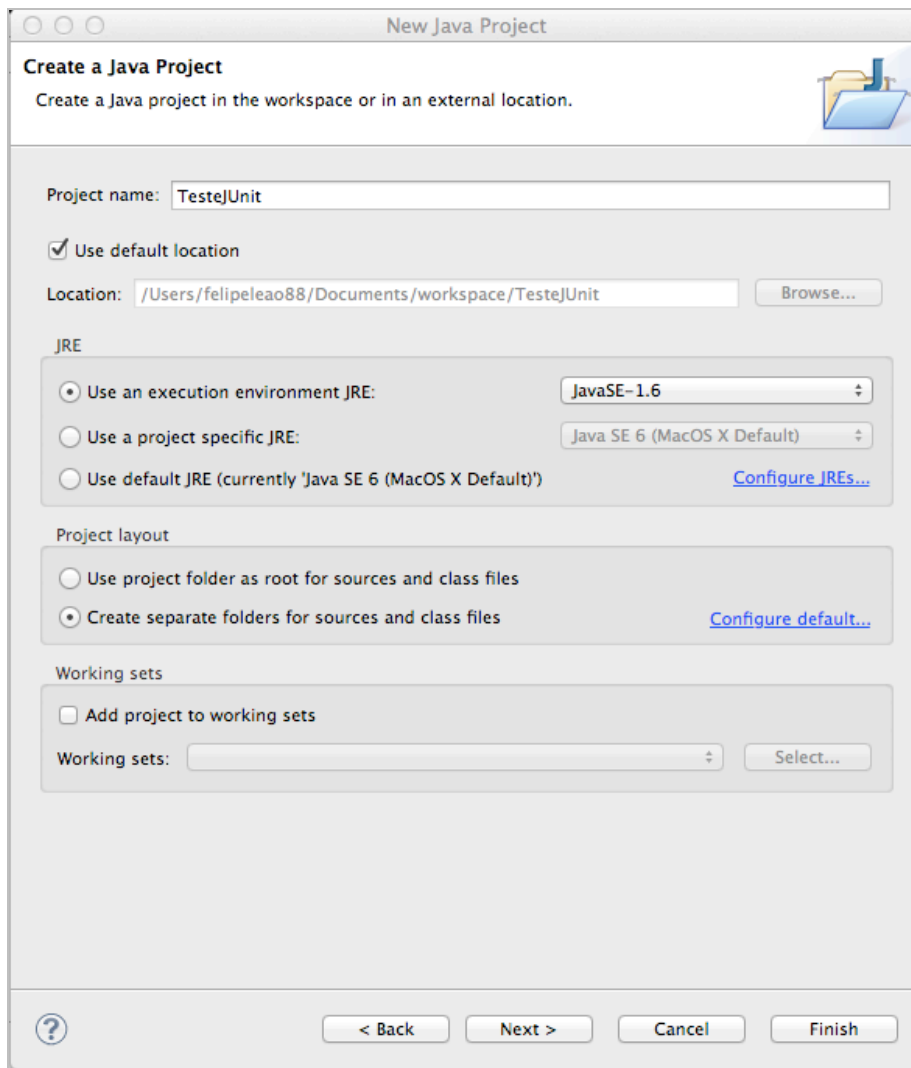 New Java Project
Create a Java Project
Create a Java project in the workspace or in an external location.
Project name: TesteJUnit
Use default location
Location: /Users/felipeleao88/Documents/workspace/TesteJUnit Browse...
JRE
Use an execution environment JRE: JavaSE-1.6
Use a project specific JRE: Java SE 6 (MacOS X Default)
Use default JRE (currently 'Java SE 6 (MacOS X Default)') Configure JREs...
Project layout
Use project folder as root for sources and class files
Create separate folders for sources and class files Configure default...
Working sets
Add project to working sets
Working sets: Select...
? < Back Next > Cancel Finish